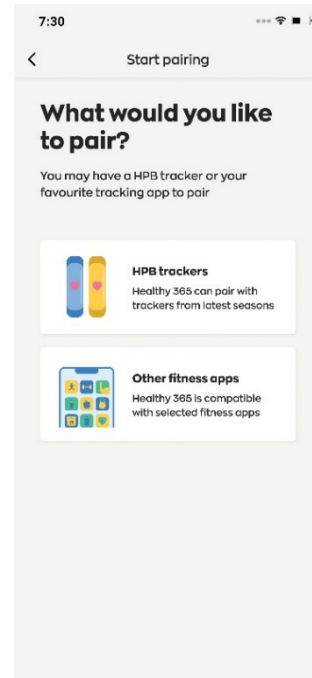 7:30
Start pairing
What would you like
to pair?
You may have a HPB tracker or your
favourite tracking app to pair
HPB trackers
Healthy 365 can pair with
trackers from latest seasons
Other fitness apps
Healthy 365 is compatible
with selected fitness apps